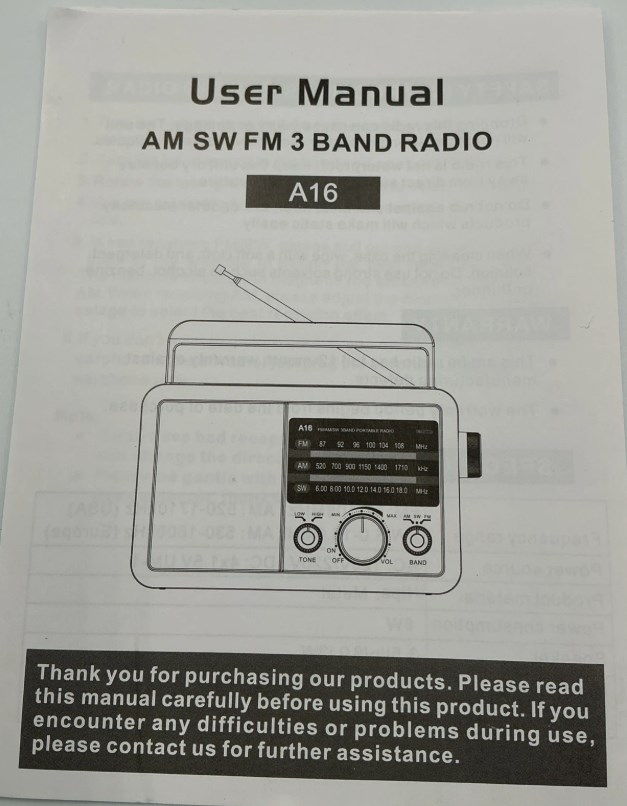 User Manual
AM SW FM 3 BAND RADIO
A16
A16
FM 87 92 96 100 104 108 MHz
AM 520 700 900 1150 1400 1710 kHz
SW 6.00 8.00 10.0 12.0 14.0 16.0 18.0 MHz
LOW HIGH MIN MAX AM SW FM
ON
TONE OFF VOL BAND
Thank you for purchasing our products. Please read
this manual carefully before using this product. If you
encounter any difficulties or problems during use,
please contact us for further assistance.